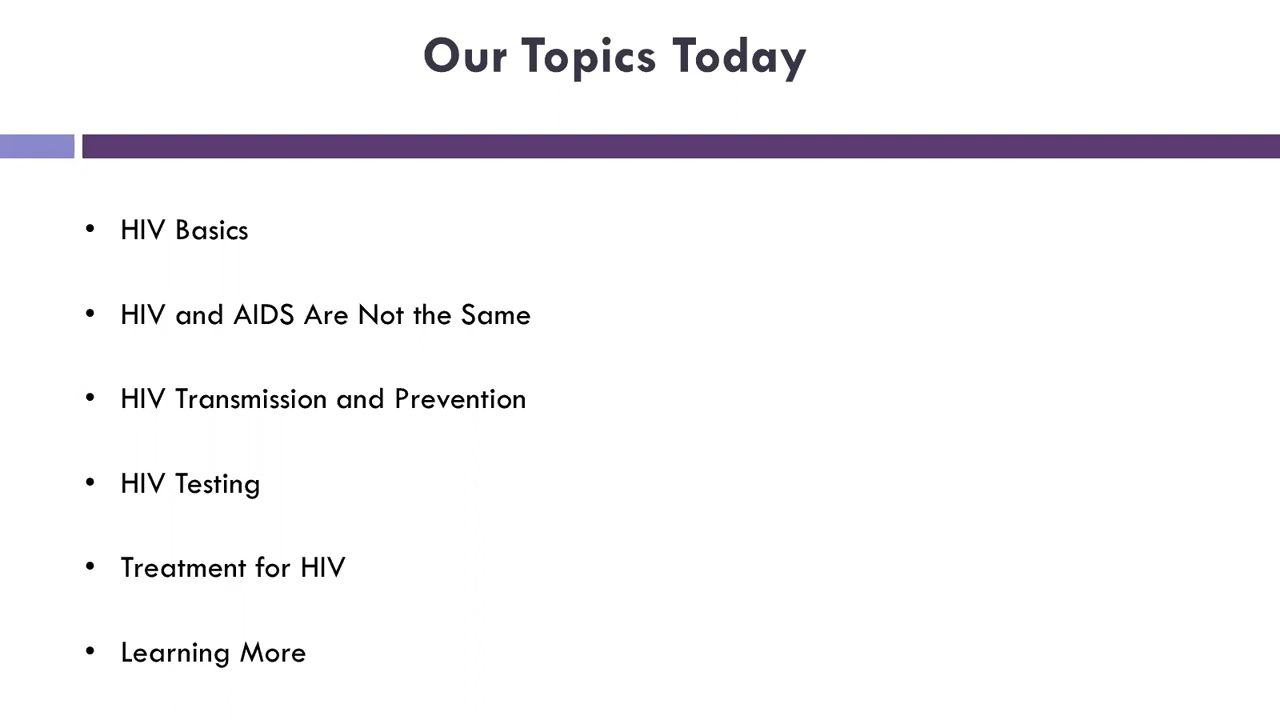 Our Topics Today
• HIV Basics
• HIV and AIDS Are Not the Same
• HIV Transmission and Prevention
• HIV Testing
• Treatment for HIV
• Learning More